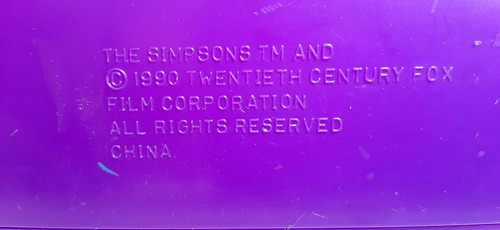 THE SIMPSONS TM AND
© 1990 TWENTIETH CENTURY FOX
FILM CORPORATION
ALL RIGHTS RESERVED
CHINA